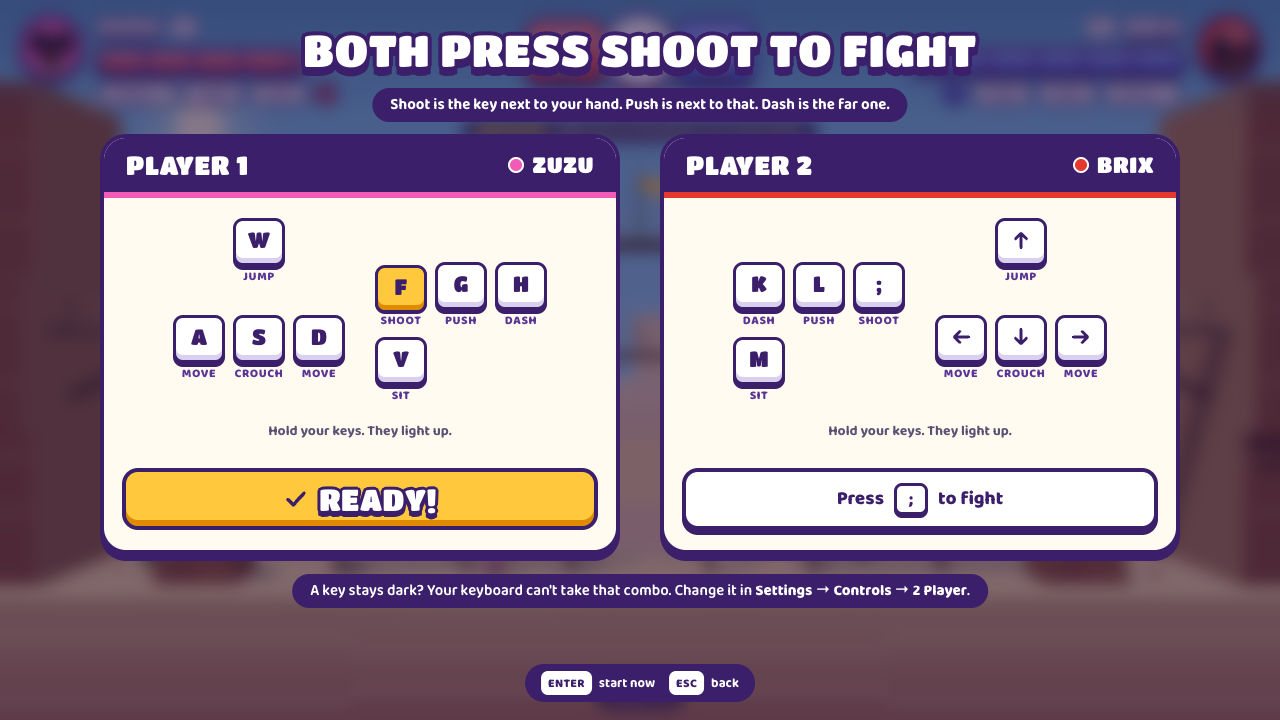 BOTH PRESS SHOOT TO FIGHT
Shoot is the key next to your hand. Push is next to that. Dash is the far one.
PLAYER 1
ZUZU
W
JUMP
F
SHOOT
G
PUSH
H
DASH
A
MOVE
S
CROUCH
D
MOVE
V
SIT
Hold your keys. They light up.
✓ READY!
PLAYER 2
BRIX
↑
JUMP
K
DASH
L
PUSH
;
SHOOT
←
MOVE
↓
CROUCH
→
MOVE
M
SIT
Hold your keys. They light up.
Press ; to fight
A key stays dark? Your keyboard can't take that combo. Change it in Settings → Controls → 2 Player.
ENTER start now ESC back